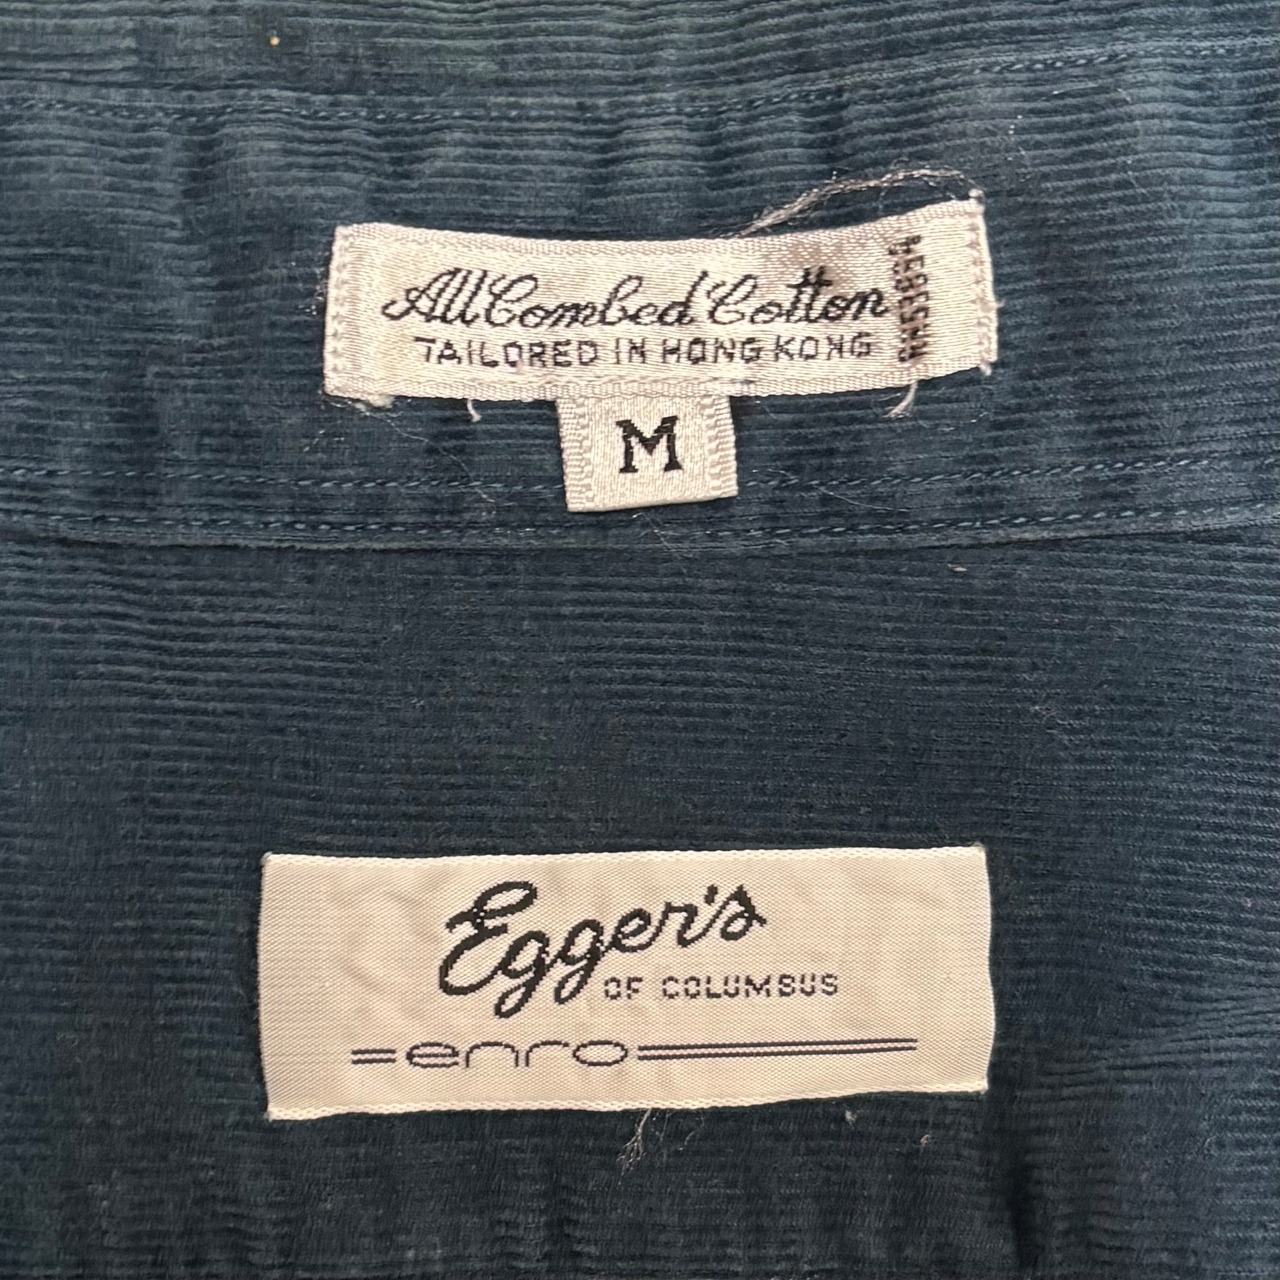 All Combed Cotton
TAILORED IN HONG KONG
M
Egger's
OF COLUMBUS
enro